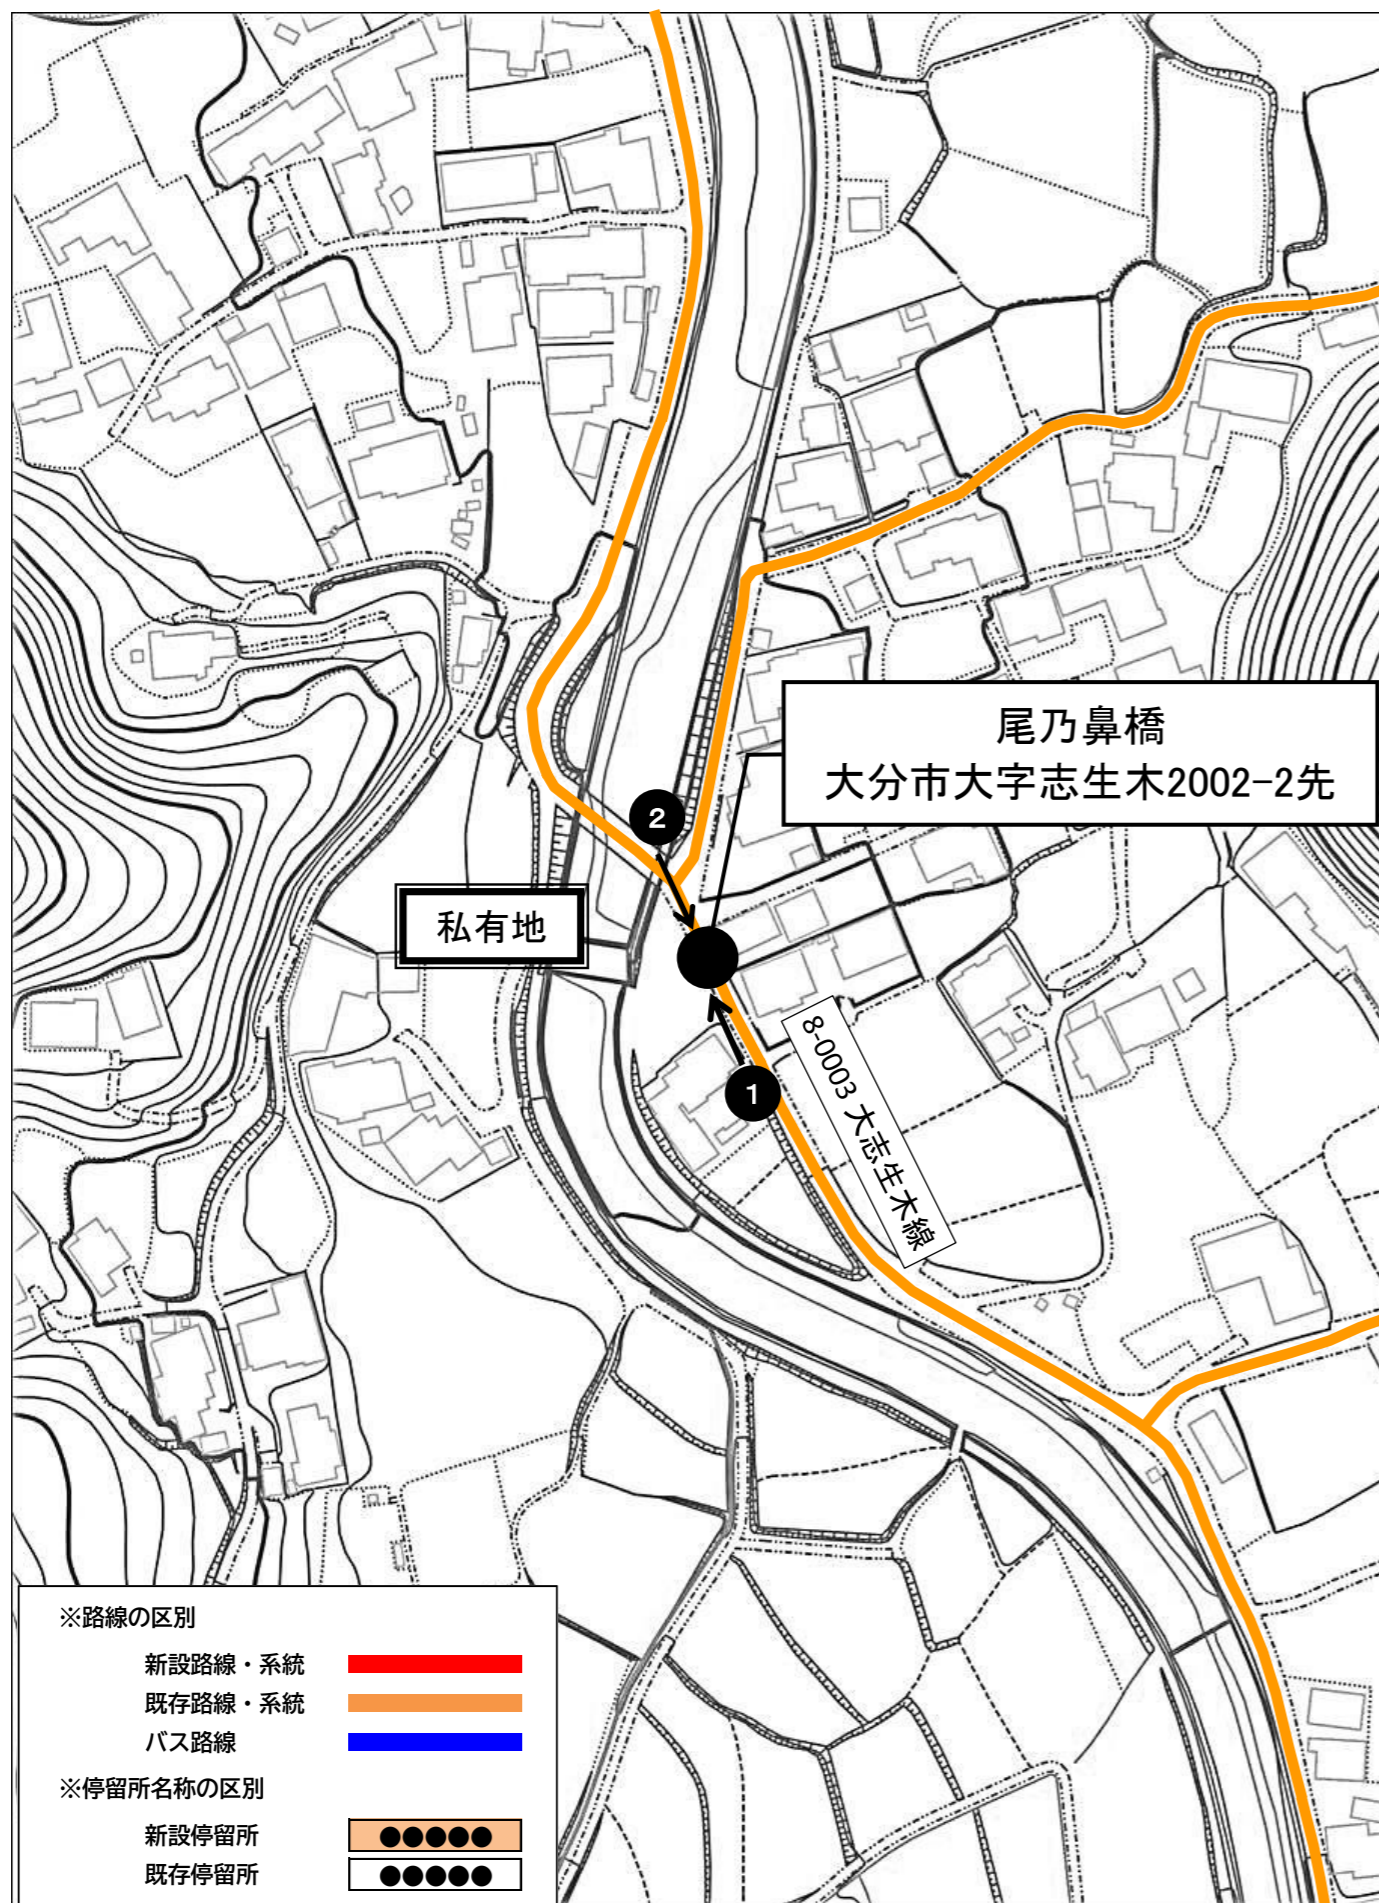 尾乃鼻橋
大分市大字志生木2002-2先
2
私有地
1
8-0003 大志生木線
※路線の区別
新設路線・系統
既存路線・系統
バス路線
※停留所名称の区別
新設停留所 ●●●●●
既存停留所 ●●●●●